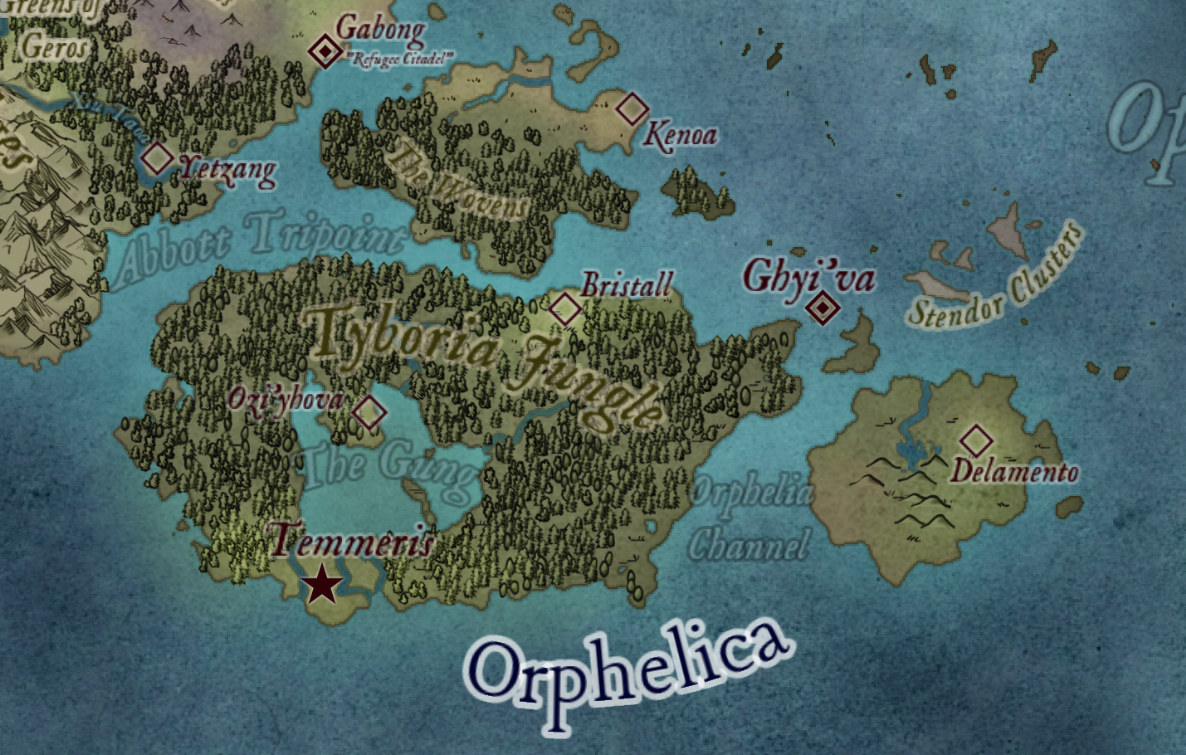 Greens of
Geros
Gabong
"Refugee Citadel"
Kenoa
Yetzang
The Wovens
Abbott Tripoint
Bristall
Ghyi'va
Stendor Clusters
Tyboria Jungle
Ozi'yhova
The Gung
Delamento
Orphelia
Channel
Temmeris
Orphelica
Op